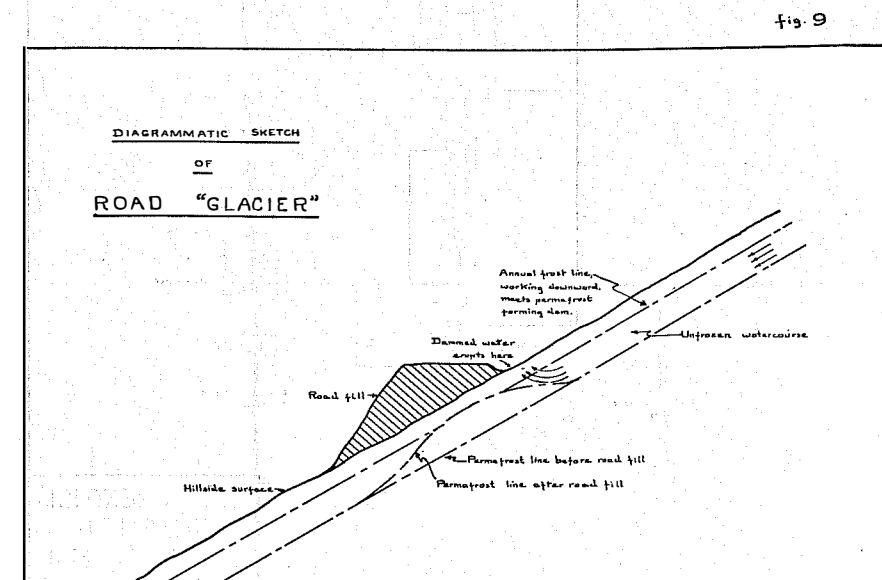 fig. 9
DIAGRAMMATIC SKETCH
OF
ROAD "GLACIER"
Annual frost line,
working downward,
meets permafrost
forming dam.
Unfrozen watercourse
Dammed water
erupts here
Road fill
Permafrost line before road fill
Hillside surface
Permafrost line after road fill